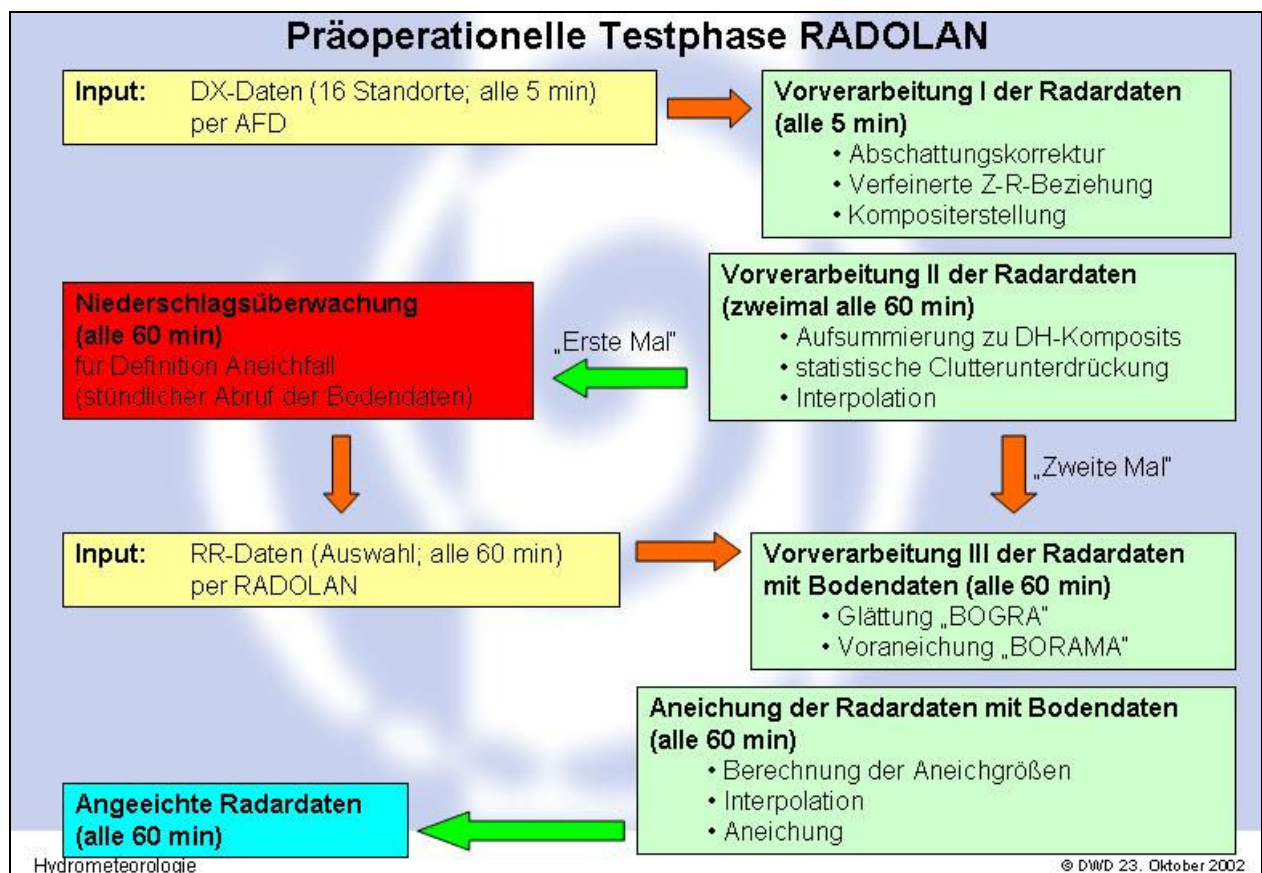 Präoperationelle Testphase RADOLAN
Input: DX-Daten (16 Standorte; alle 5 min)
per AFD
Vorverarbeitung I der Radardaten
(alle 5 min)
• Abschattungskorrektur
• Verfeinerte Z-R-Beziehung
• Kompositerstellung
Vorverarbeitung II der Radardaten
(zweimal alle 60 min)
• Aufsummierung zu DH-Komposits
• statistische Clutterunterdrückung
• Interpolation
„Erste Mal"
Niederschlagsüberwachung
(alle 60 min)
für Definition Aneichfall
(stündlicher Abruf der Bodendaten)
„Zweite Mal"
Input: RR-Daten (Auswahl; alle 60 min)
per RADOLAN
Vorverarbeitung III der Radardaten
mit Bodendaten (alle 60 min)
• Glättung „BOGRA"
• Voraneichung „BORAMA"
Aneichung der Radardaten mit Bodendaten
(alle 60 min)
• Berechnung der Aneichgrößen
• Interpolation
• Aneichung
Angeeichte Radardaten
(alle 60 min)
Hydrometeorologie
© DWD 23. Oktober 2002